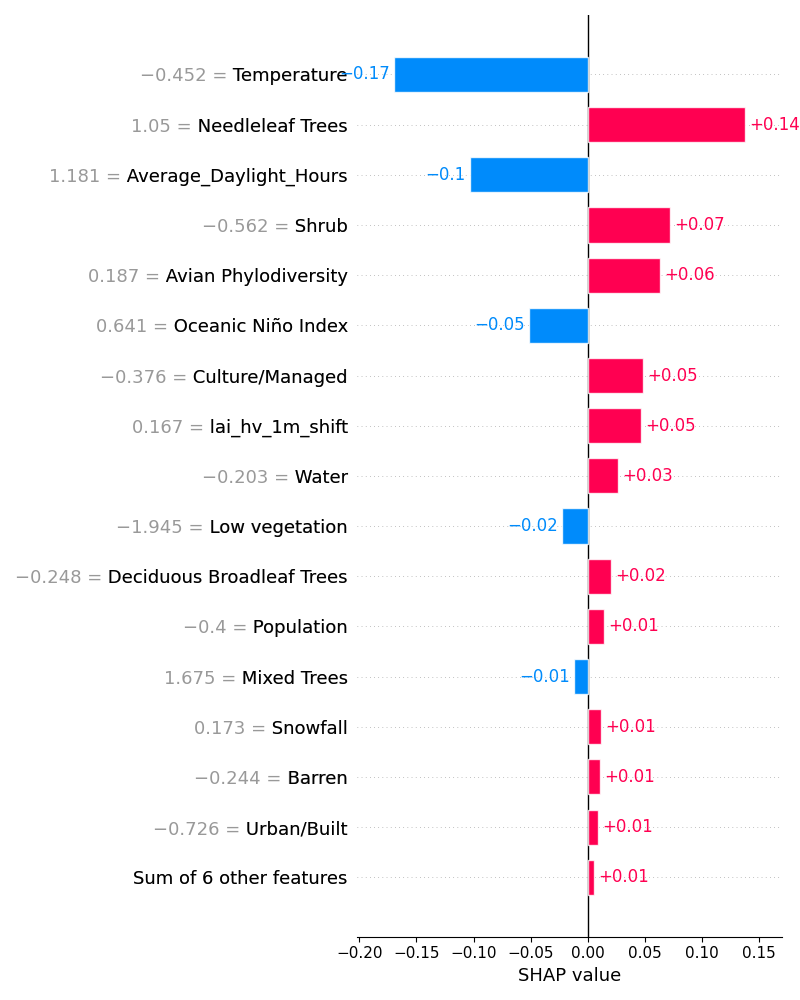 −0.452 = Temperature −0.17
1.05 = Needleleaf Trees +0.14
1.181 = Average_Daylight_Hours −0.1
−0.562 = Shrub +0.07
0.187 = Avian Phylodiversity +0.06
0.641 = Oceanic Niño Index −0.05
−0.376 = Culture/Managed +0.05
0.167 = lai_hv_1m_shift +0.05
−0.203 = Water +0.03
−1.945 = Low vegetation −0.02
−0.248 = Deciduous Broadleaf Trees +0.02
−0.4 = Population +0.01
1.675 = Mixed Trees −0.01
0.173 = Snowfall +0.01
−0.244 = Barren +0.01
−0.726 = Urban/Built +0.01
Sum of 6 other features +0.01
−0.20 −0.15 −0.10 −0.05 0.00 0.05 0.10 0.15
SHAP value